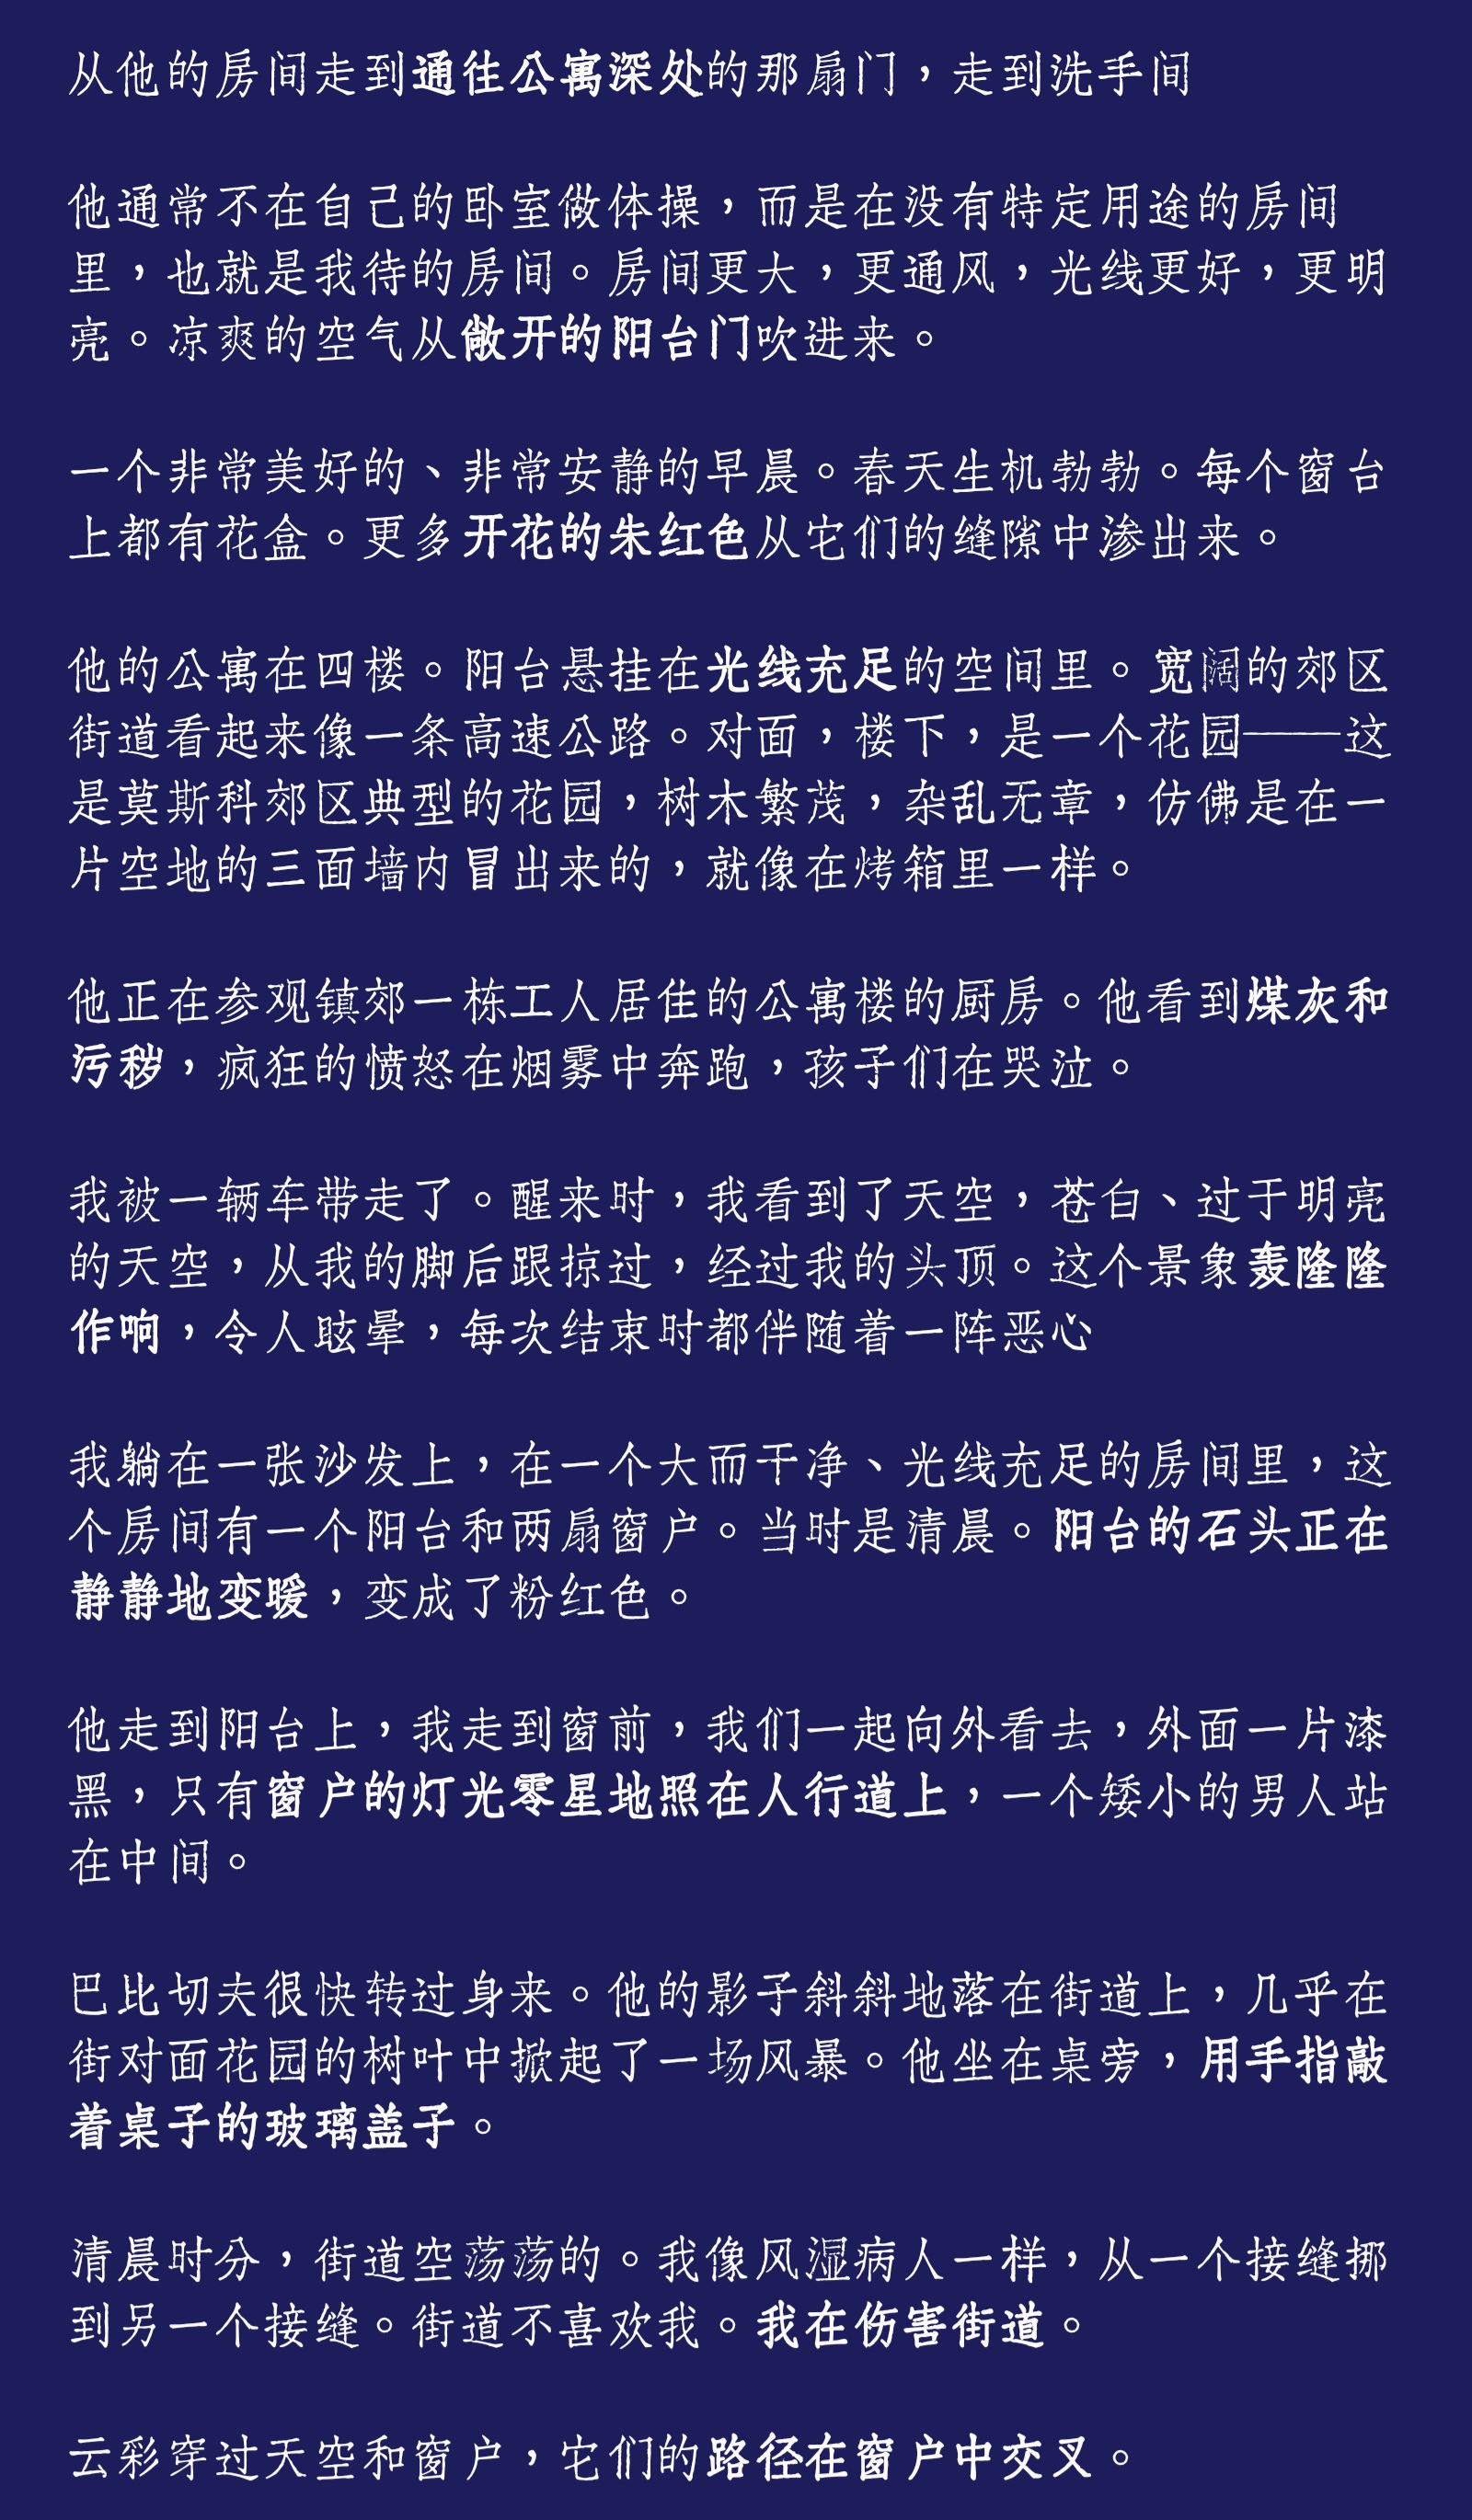 从他的房间走到通往公寓深处的那扇门，走到洗手间
他通常不在自己的卧室做体操，而是在没有特定用途的房间
里，也就是我待的房间。房间更大，更通风，光线更好，更明
亮。凉爽的空气从敞开的阳台门吹进来。
一个非常美好的、非常安静的早晨。春天生机勃勃。每个窗台
上都有花盒。更多开花的朱红色从它们的缝隙中渗出来。
他的公寓在四楼。阳台悬挂在光线充足的空间里。宽阔的郊区
街道看起来像一条高速公路。对面，楼下，是一个花园——这
是莫斯科郊区典型的花园，树木繁茂，杂乱无章，仿佛是在一
片空地的三面墙内冒出来的，就像在烤箱里一样。
他正在参观镇郊一栋工人居住的公寓楼的厨房。他看到煤灰和
污秽，疯狂的愤怒在烟雾中奔跑，孩子们在哭泣。
我被一辆车带走了。醒来时，我看到了天空，苍白、过于明亮
的天空，从我的脚后跟掠过，经过我的头顶。这个景象轰隆隆
作响，令人眩晕，每次结束时都伴随着一阵恶心
我躺在一张沙发上，在一个大而干净、光线充足的房间里，这
个房间有一个阳台和两扇窗户。当时是清晨。阳台的石头正在
静静地变暖，变成了粉红色。
他走到阳台上，我走到窗前，我们一起向外看去，外面一片漆
黑，只有窗户的灯光零星地照在人行道上，一个矮小的男人站
在中间。
巴比切夫很快转过身来。他的影子斜斜地落在街道上，几乎在
街对面花园的树叶中掀起了一场风暴。他坐在桌旁，用手指敲
着桌子的玻璃盖子。
清晨时分，街道空荡荡的。我像风湿病人一样，从一个接缝挪
到另一个接缝。街道不喜欢我。我在伤害街道。
云彩穿过天空和窗户，它们的路径在窗户中交叉。